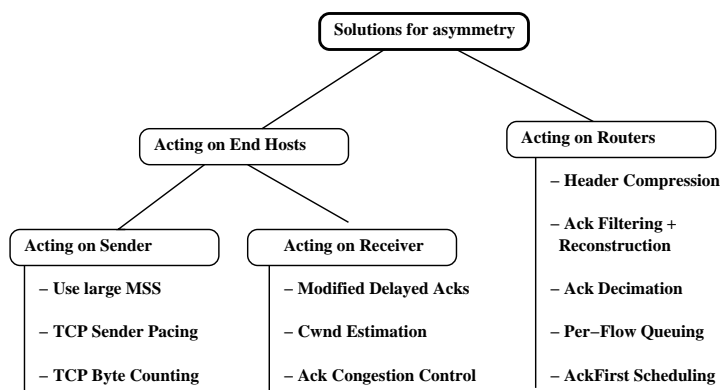 Solutions for asymmetry
Acting on End Hosts
Acting on Routers
– Header Compression
– Ack Filtering +
Reconstruction
– Ack Decimation
– Per–Flow Queuing
– AckFirst Scheduling
Acting on Sender
– Use large MSS
– TCP Sender Pacing
– TCP Byte Counting
Acting on Receiver
– Modified Delayed Acks
– Cwnd Estimation
– Ack Congestion Control